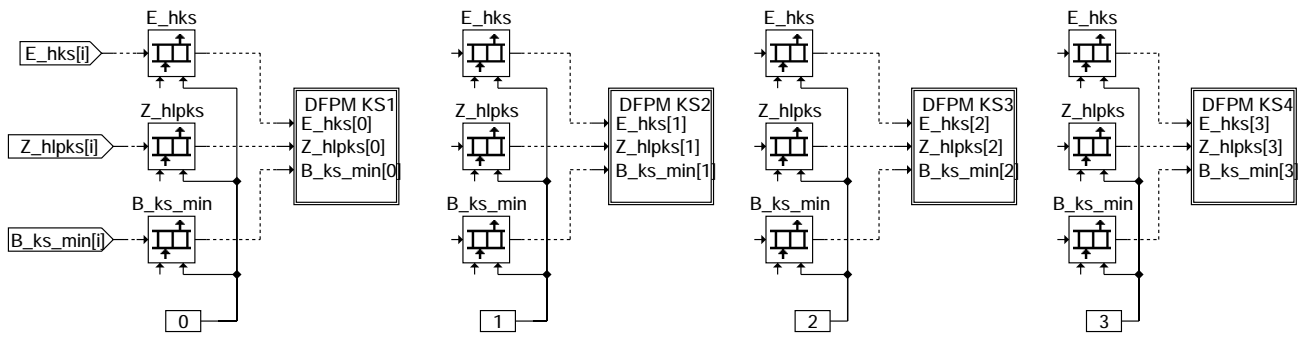 E_hks E_hks E_hks E_hks
E_hks[i]
DFPM KS1 DFPM KS2 DFPM KS3 DFPM KS4
Z_hlpks Z_hlpks Z_hlpks Z_hlpks
E_hks[0] E_hks[1] E_hks[2] E_hks[3]
Z_hlpks[i] Z_hlpks[0] Z_hlpks[1] Z_hlpks[2] Z_hlpks[3]
B_ks_min[0] B_ks_min[1] B_ks_min[2] B_ks_min[3]
B_ks_min B_ks_min B_ks_min B_ks_min
B_ks_min[i]
0 1 2 3